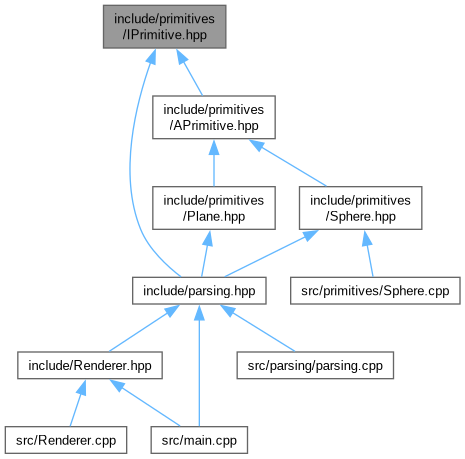 include/primitives
/IPrimitive.hpp
include/primitives
/APrimitive.hpp
include/primitives
/Plane.hpp
include/primitives
/Sphere.hpp
include/parsing.hpp
src/primitives/Sphere.cpp
include/Renderer.hpp
src/parsing/parsing.cpp
src/Renderer.cpp
src/main.cpp